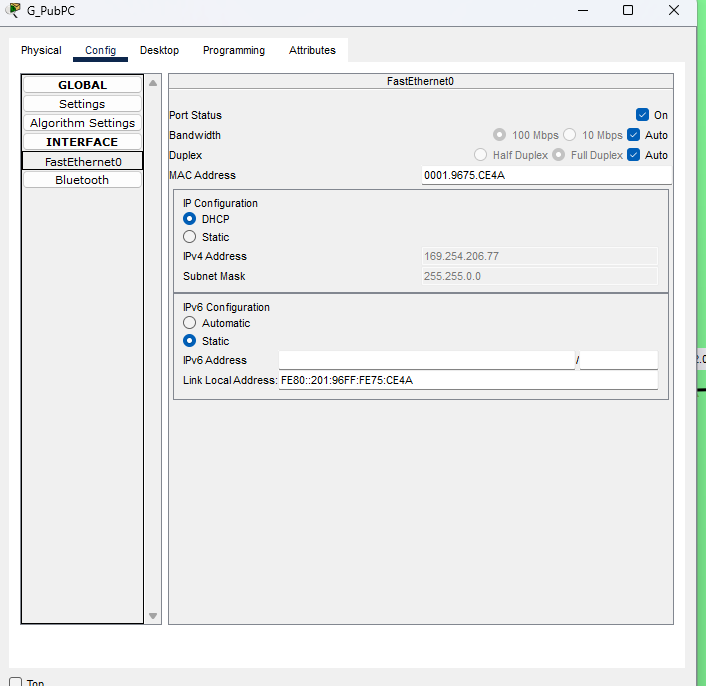 G_PubPC
Physical Config Desktop Programming Attributes
GLOBAL
Settings
Algorithm Settings
INTERFACE
FastEthernet0
Bluetooth
FastEthernet0
Port Status On
Bandwidth 100 Mbps 10 Mbps Auto
Duplex Half Duplex Full Duplex Auto
MAC Address 0001.9675.CE4A
IP Configuration
DHCP
Static
IPv4 Address 169.254.206.77
Subnet Mask 255.255.0.0
IPv6 Configuration
Automatic
Static
IPv6 Address /
Link Local Address: FE80::201:96FF:FE75:CE4A
Top